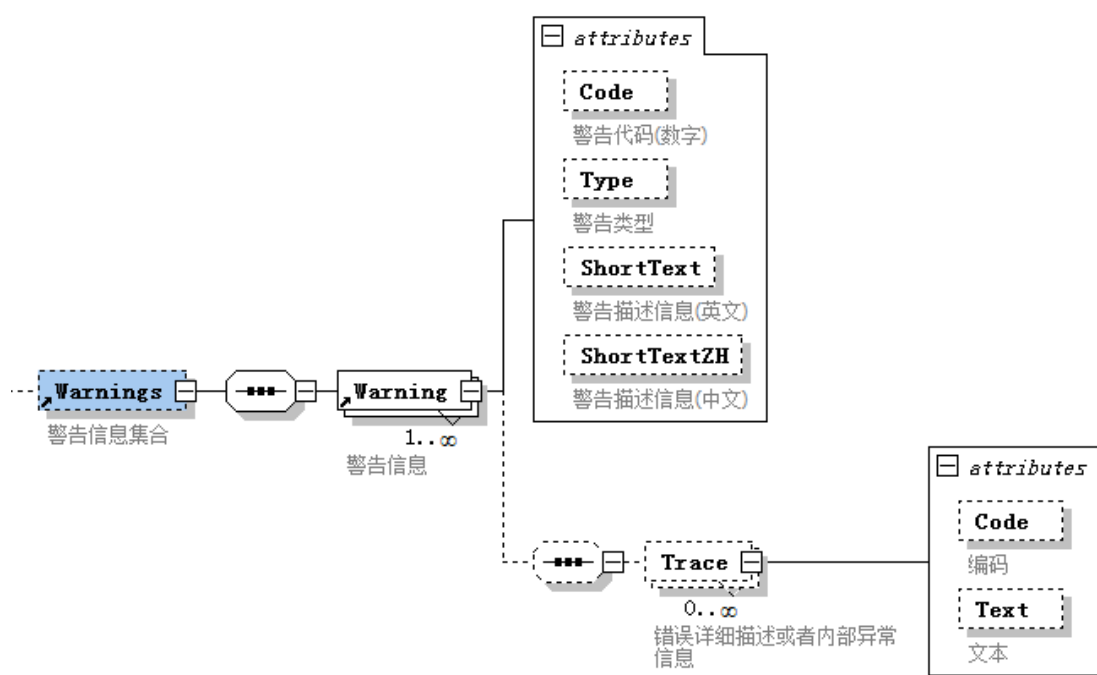 attributes
Code
警告代码(数字)
Type
警告类型
ShortText
警告描述信息(英文)
ShortTextZH
警告描述信息(中文)
Warnings
警告信息集合
Warning
1..∞
警告信息
attributes
Code
编码
Text
文本
Trace
0..∞
错误详细描述或者内部异常
信息